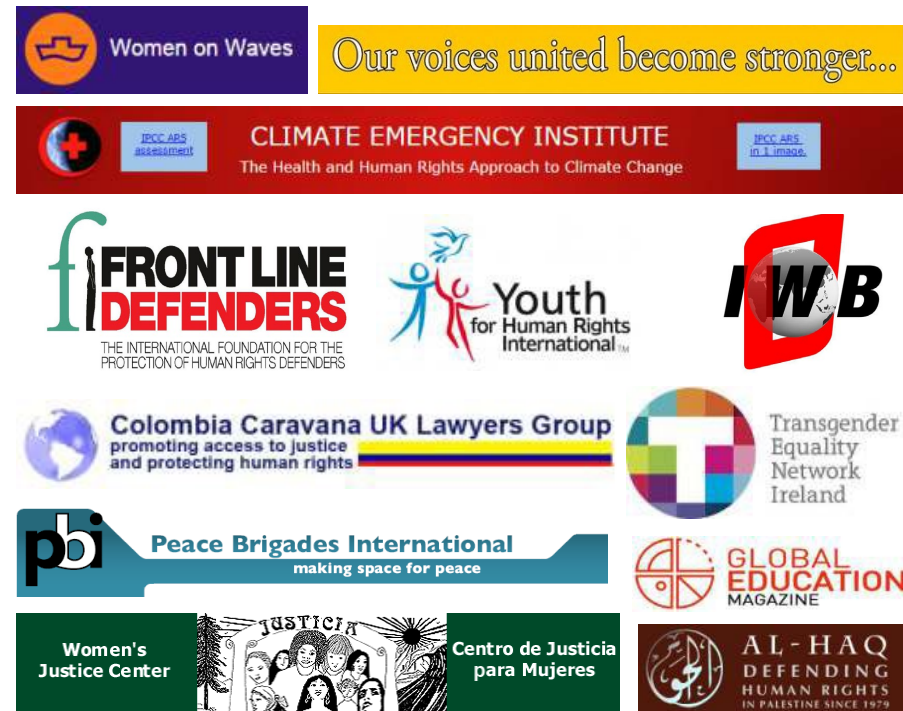 Women on Waves
Our voices united become stronger...
IPCC AR5
assessment
CLIMATE EMERGENCY INSTITUTE
The Health and Human Rights Approach to Climate Change
IPCC AR5
in 1 image.
fi FRONT LINE
DEFENDERS
THE INTERNATIONAL FOUNDATION FOR THE
PROTECTION OF HUMAN RIGHTS DEFENDERS
Youth
for Human Rights
International™
IWB
Colombia Caravana UK Lawyers Group
promoting access to justice
and protecting human rights
T
Transgender
Equality
Network
Ireland
pbi
Peace Brigades International
making space for peace
GLOBAL
EDUCATION
MAGAZINE
Women's
Justice Center
JUSTICIA
Centro de Justicia
para Mujeres
الحق
AL-HAQ
DEFENDING
HUMAN RIGHTS
IN PALESTINE SINCE 1979